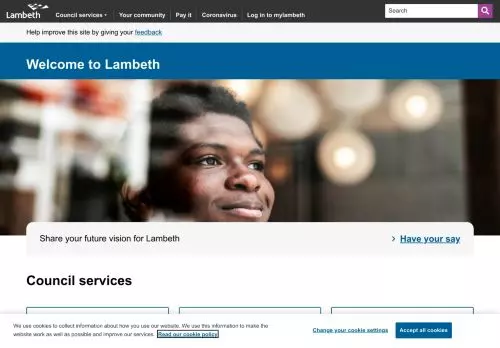 Lambeth
Council services Your community Pay it Coronavirus Log in to mylambeth
Search
Help improve this site by giving your feedback
Welcome to Lambeth
Share your future vision for Lambeth
Have your say
Council services
We use cookies to collect information about how you use our website. We use this information to make the
website work as well as possible and improve our services. Read our cookie policy
Change your cookie settings
Accept all cookies